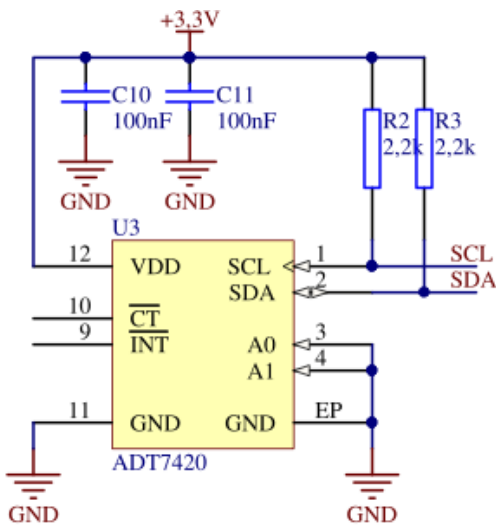 +3,3V
C10
100nF
C11
100nF
R2
2,2k
R3
2,2k
GND
GND
U3
12
VDD
SCL
1
SCL
SDA
2
SDA
10
CT
9
INT
A0
3
A1
4
11
GND
GND
EP
ADT7420
GND
GND